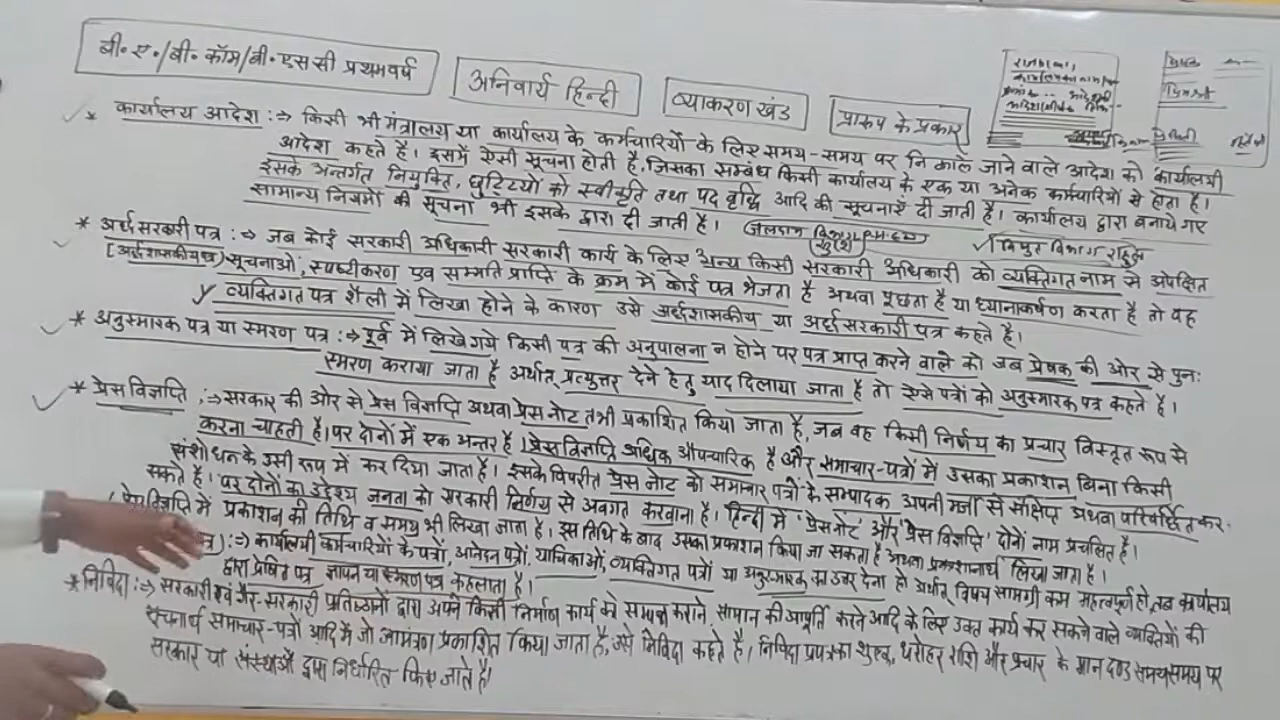 बी॰ ए॰/बी॰ कॉम/बी॰ एस सी प्रथम वर्ष
अनिवार्य हिन्दी
व्याकरण खंड
प्रारूप के प्रकार
* कार्यालय आदेश :⇒ किसी भी मंत्रालय या कार्यालय के कर्मचारियों के लिए समय-समय पर निकाले जाने वाले आदेश को कार्यालयी
आदेश कहते है। इसमें ऐसी सूचना होती है, जिसका सम्बंध किसी कार्यालय के एक या अनेक कर्मचारियों से होता है।
इसके अन्तर्गत नियुक्ति, छुट्टियों की स्वीकृति तथा पद वृद्धि आदि की सूचनाएँ दी जाती है। कार्यालय द्वारा बनाये गए
सामान्य नियमों की सूचना भी इसके द्वारा दी जाती है।
* अर्द्ध सरकारी पत्र :⇒ जब कोई सरकारी अधिकारी सरकारी कार्य के लिए अन्य किसी सरकारी अधिकारी को व्यक्तिगत नाम से अपेक्षित
सूचनाओं, स्पष्टीकरण एवं सम्मति प्राप्ति के क्रम में कोई पत्र भेजता है अथवा पूछता है या ध्यानाकर्षण करता है तो वह
व्यक्तिगत पत्र शैली में लिखा होने के कारण उसे अर्द्धशासकीय या अर्द्धसरकारी पत्र कहते है।
* अनुस्मारक पत्र या स्मरण पत्र :⇒ पूर्व में लिखे गये किसी पत्र की अनुपालना न होने पर पत्र प्राप्त करने वाले को जब प्रेषक की ओर से पुनः
स्मरण कराया जाता है अर्थात् प्रत्युत्तर देने हेतु याद दिलाया जाता है तो ऐसे पत्रों को अनुस्मारक पत्र कहते है।
* प्रेस विज्ञप्ति :⇒ सरकार की ओर से प्रेस विज्ञप्ति अथवा प्रेस नोट तभी प्रकाशित किया जाता है, जब वह किसी निर्णय का प्रचार विस्तृत रूप से
करना चाहती है। पर दोनों में एक अन्तर है। प्रेस विज्ञप्ति अधिक औपचारिक है और समाचार-पत्रों में उसका प्रकाशन बिना किसी
संशोधन के उसी रूप में कर दिया जाता है। इसके विपरीत प्रेस नोट को समाचार पत्रों के सम्पादक अपनी मर्जी से संक्षिप्त अथवा परिवर्द्धित कर
सकते है। पर दोनों का उद्देश्य जनता को सरकारी निर्णय से अवगत करवाना है। हिन्दी में 'प्रेस नोट' और 'प्रेस विज्ञप्ति' दोनों नाम प्रचलित है।
विज्ञप्ति में प्रकाशन की तिथि व समय भी लिखा जाता है। इस तिथि के बाद उसका प्रकाशन किया जा सकता है अथवा प्रकाशनार्थ लिखा जाता है।
:⇒ कार्यालयी कर्मचारियों के पत्रों, आवेदन पत्रों, याचिकाओं, व्यक्तिगत पत्रों या अनुस्मारक का उत्तर देना हो अर्थात् विषय सामग्री कम महत्वपूर्ण हो, तब कार्यालय
द्वारा प्रेषित पत्र ज्ञापन या स्मरण पत्र कहलाता है।
* निविदा :⇒ सरकारी एवं गैर-सरकारी प्रतिष्ठानों द्वारा अपने किसी निर्माण कार्य को सम्पन्न कराने, सामान की आपूर्ति करने आदि के लिए उक्त कार्य कर सकने वाले व्यक्तियों की
सूचनार्थ समाचार-पत्रों आदि में जो आमंत्रण प्रकाशित किया जाता है, उसे निविदा कहते है। निविदा प्रपत्र का शुल्क, धरोहर राशि और प्रचार के मानदण्ड समय समय पर
सरकार या संस्थाओं द्वारा निर्धारित किए जाते है।